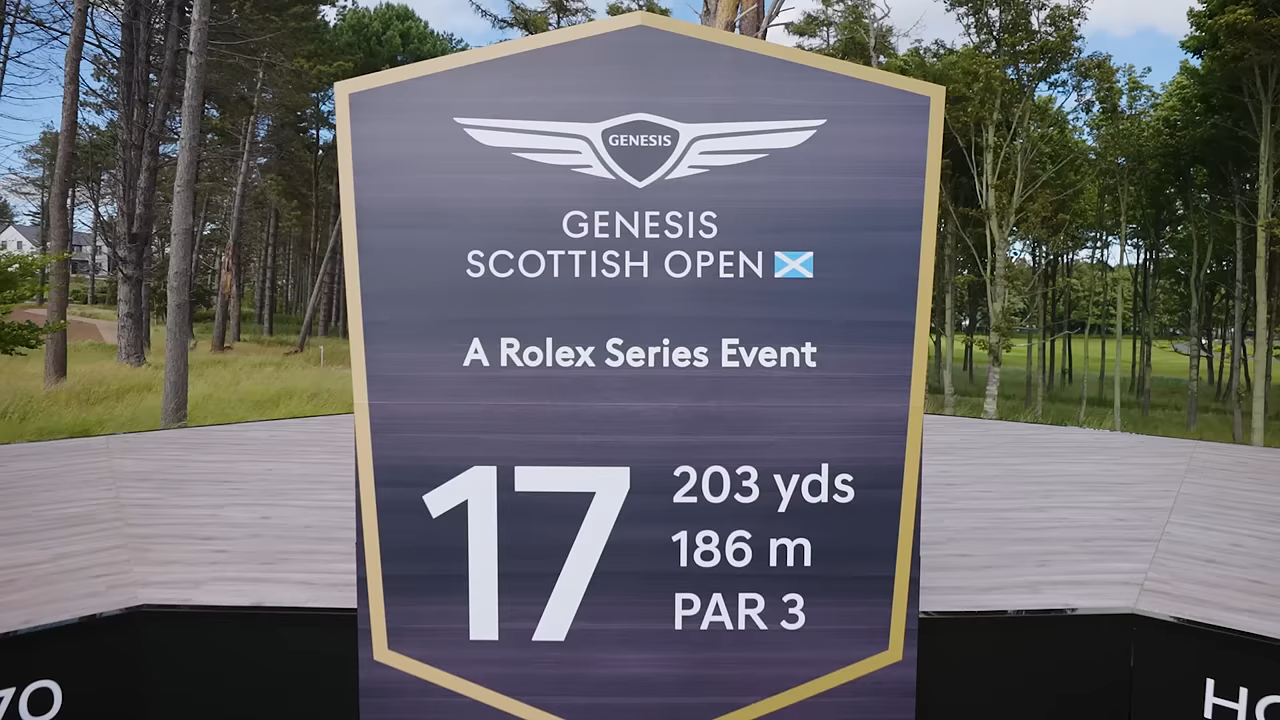 GENESIS
GENESIS
SCOTTISH OPEN
A Rolex Series Event
17
203 yds
186 m
PAR 3